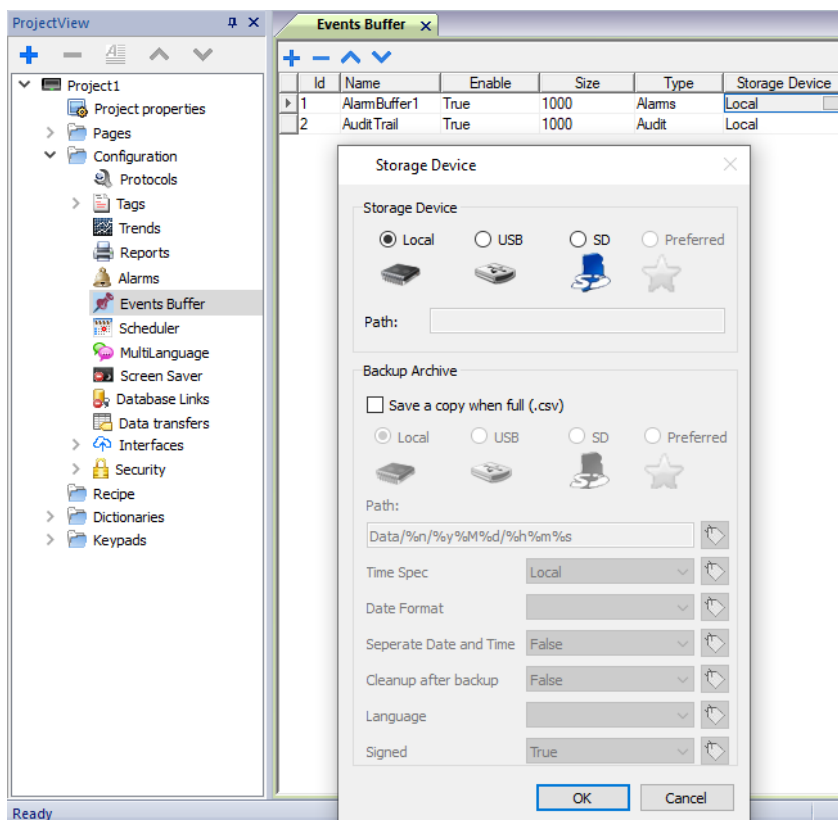 ProjectView
Events Buffer
Project1
Project properties
Pages
Configuration
Protocols
Tags
Trends
Reports
Alarms
Events Buffer
Scheduler
MultiLanguage
Screen Saver
Database Links
Data transfers
Interfaces
Security
Recipe
Dictionaries
Keypads
Ready
Id Name Enable Size Type Storage Device
1 AlarmBuffer1 True 1000 Alarms Local
2 AuditTrail True 1000 Audit Local
Storage Device
Storage Device
Local USB SD Preferred
Path:
Backup Archive
Save a copy when full (.csv)
Local USB SD Preferred
Path:
Data/%n/%y%M%d/%h%m%s
Time Spec Local
Date Format
Seperate Date and Time False
Cleanup after backup False
Language
Signed True
OK Cancel